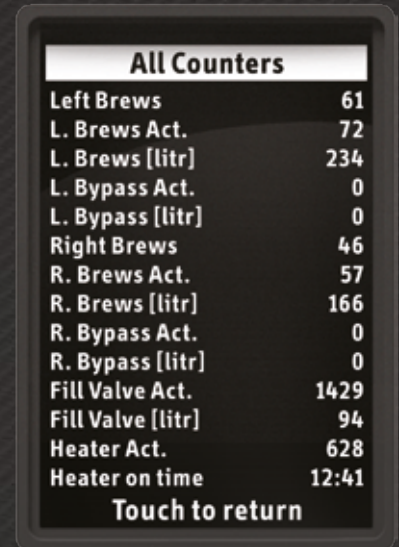 All Counters
Left Brews 61
L. Brews Act. 72
L. Brews [litr] 234
L. Bypass Act. 0
L. Bypass [litr] 0
Right Brews 46
R. Brews Act. 57
R. Brews [litr] 166
R. Bypass Act. 0
R. Bypass [litr] 0
Fill Valve Act. 1429
Fill Valve [litr] 94
Heater Act. 628
Heater on time 12:41
Touch to return